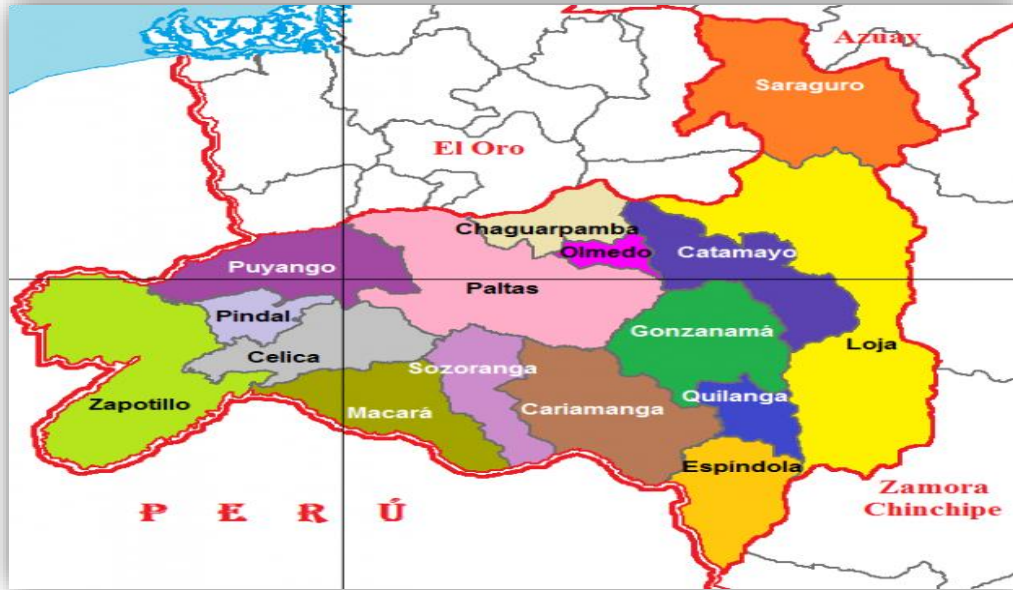 Azuay
Saraguro
El Oro
Chaguarpamba
Olmedo
Catamayo
Puyango
Paltas
Pindal
Gonzanamá
Loja
Celica
Sozoranga
Zapotillo
Macará
Cariamanga
Quilanga
Espíndola
Zamora
Chinchipe
P E R Ú